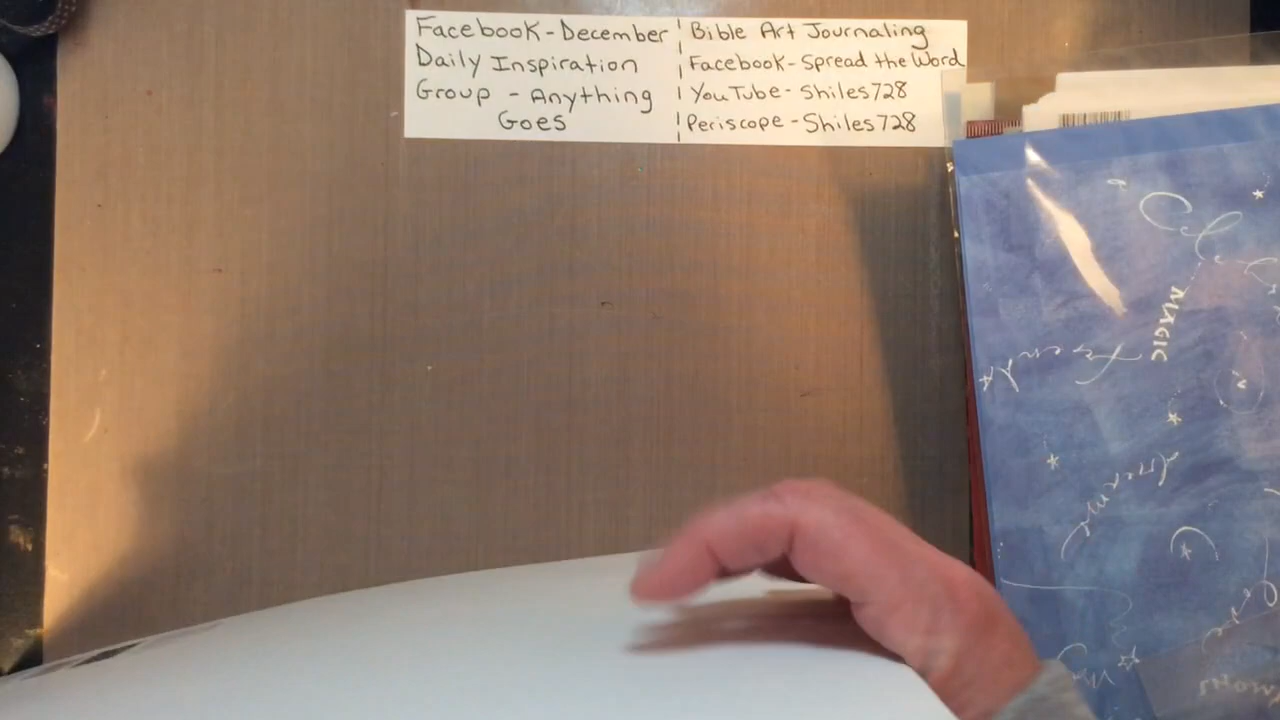 Facebook - December
Daily Inspiration
Group - Anything
Goes
Bible Art Journaling
Facebook - Spread the Word
YouTube - Shiles728
Periscope - Shiles728
MAGIC
dreams